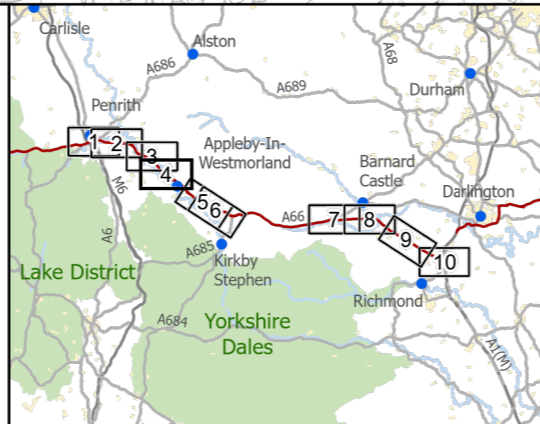 Carlisle
Alston
A686
A689
A68
Durham
Penrith
1
2
3
4
5
6
7
8
9
10
Appleby-In-
Westmorland
Barnard
Castle
Darlington
M6
A6
A66
A685
Kirkby
Stephen
Lake District
Richmond
A684
Yorkshire
Dales
A1(M)